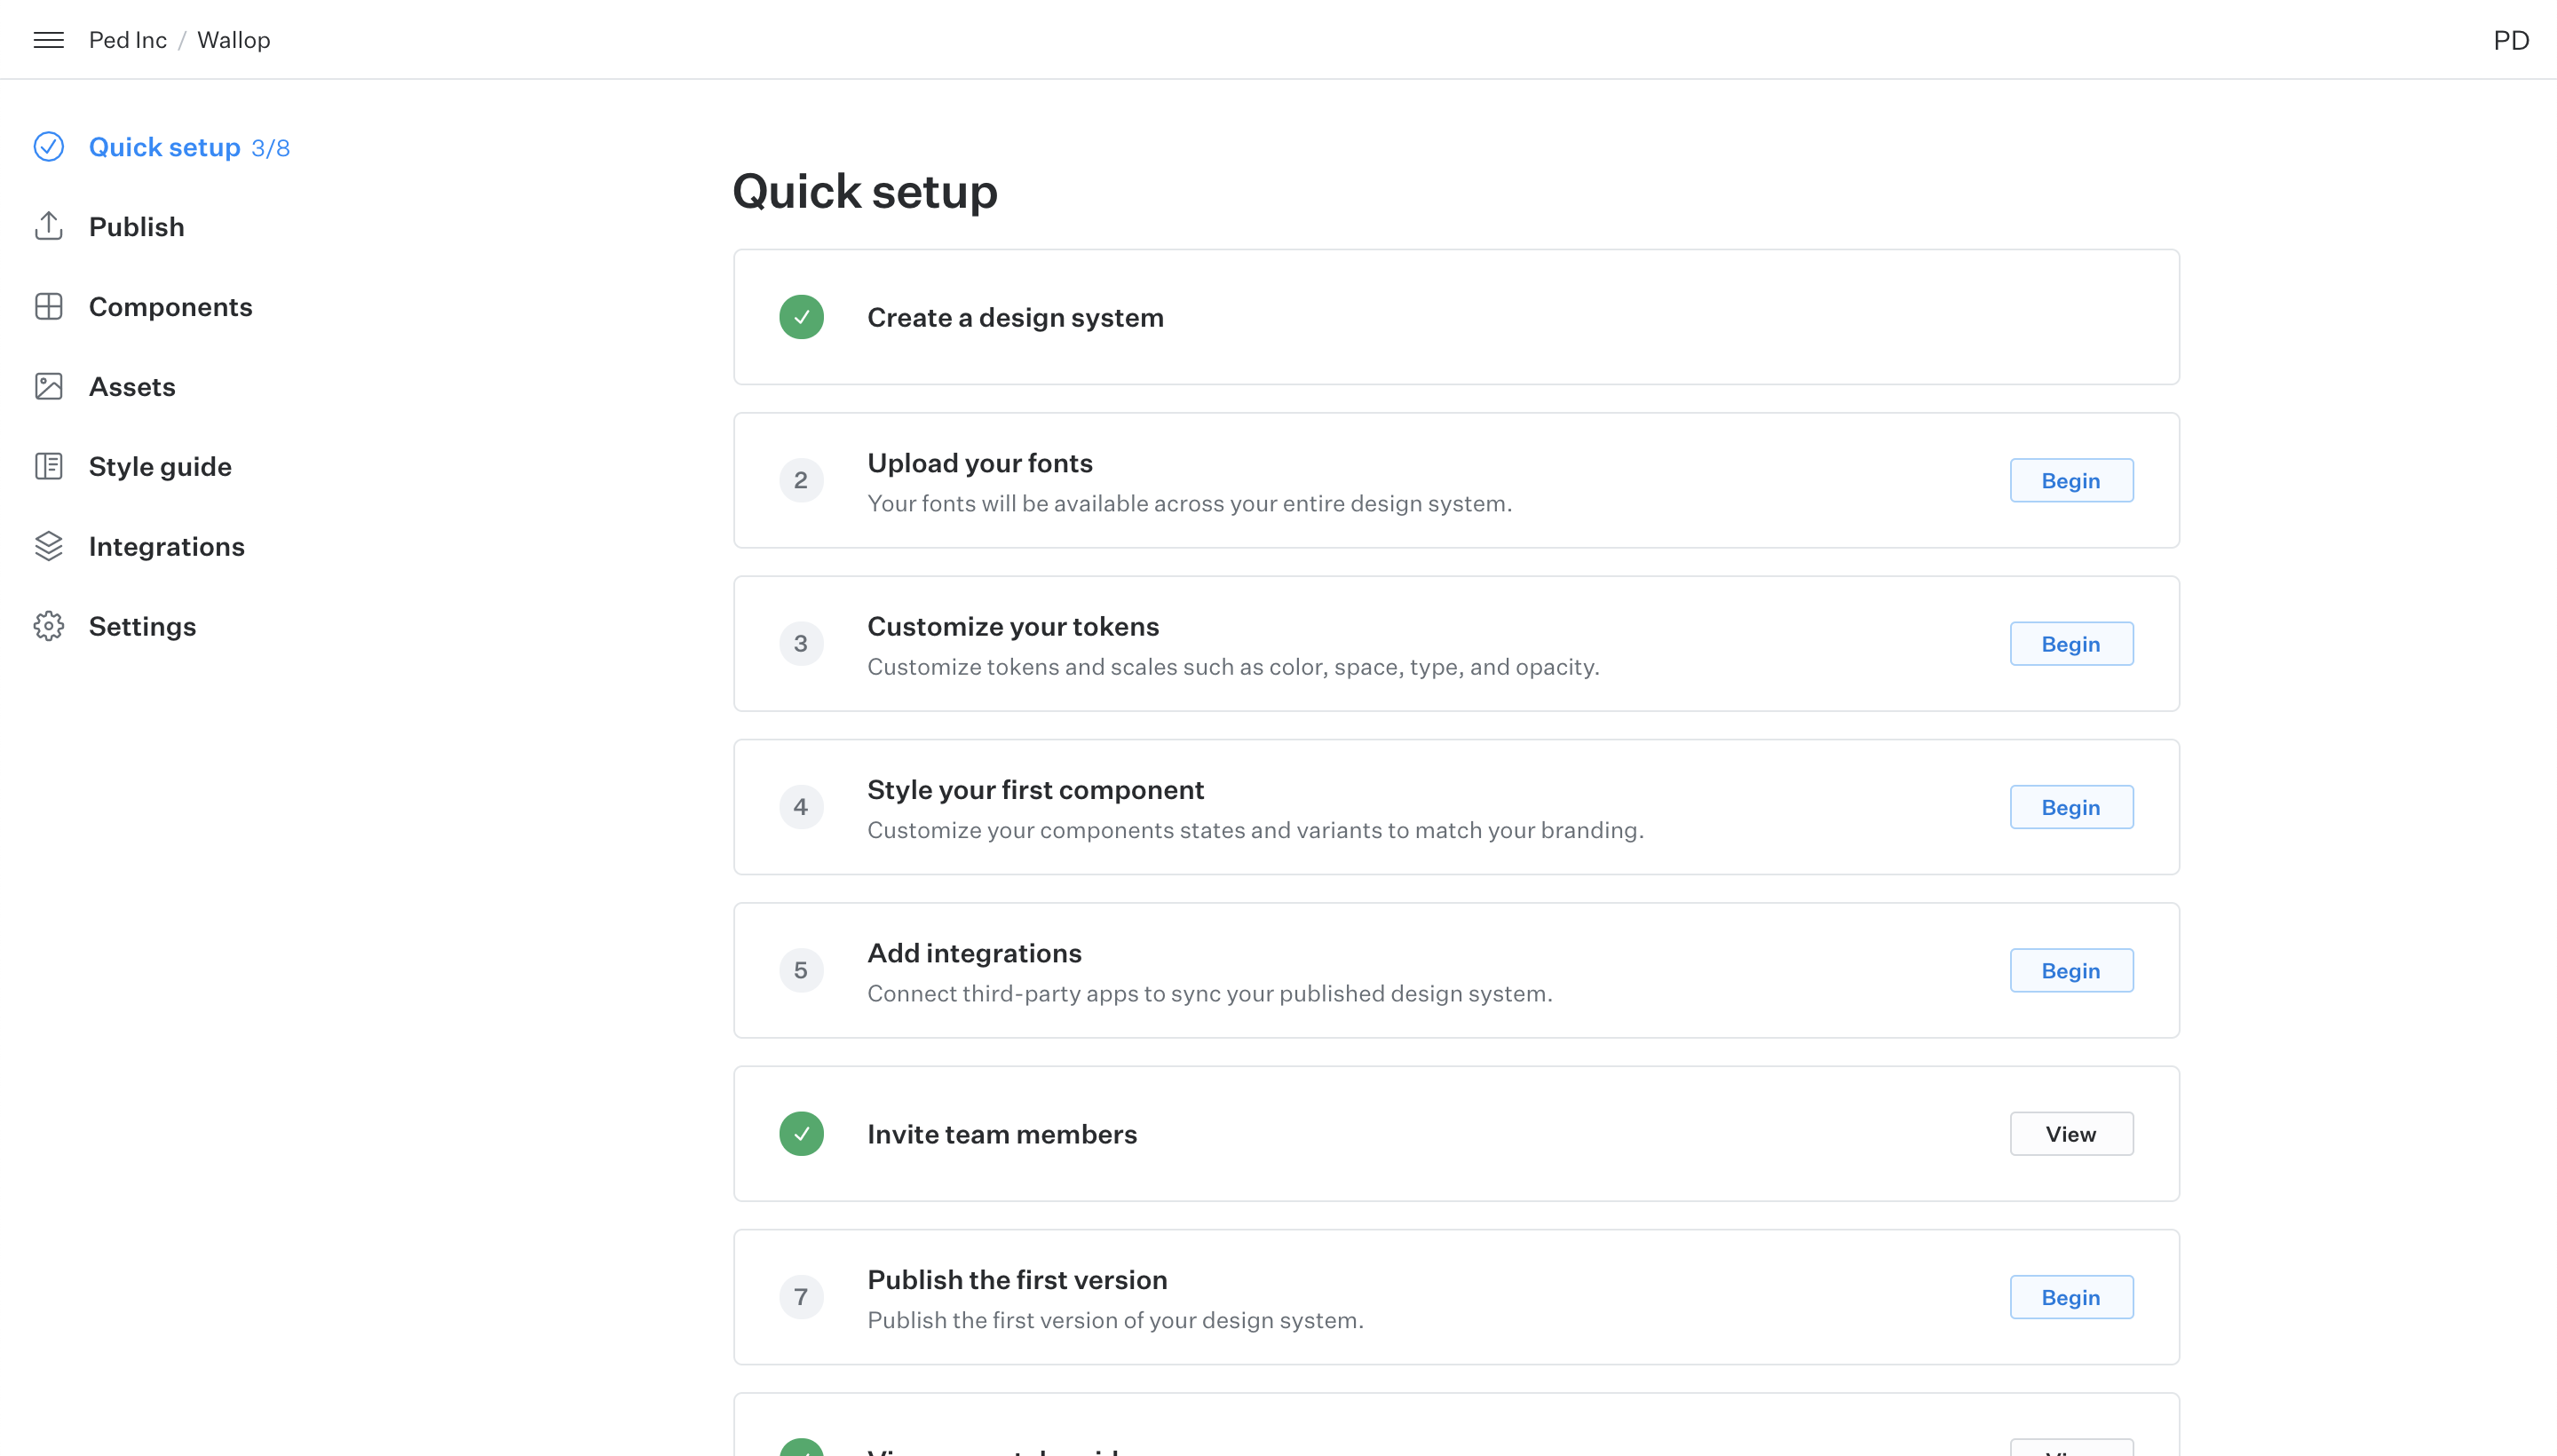 Ped Inc / Wallop
PD
Quick setup 3/8
Publish
Components
Assets
Style guide
Integrations
Settings
Quick setup
Create a design system
2
Upload your fonts
Your fonts will be available across your entire design system.
Begin
3
Customize your tokens
Customize tokens and scales such as color, space, type, and opacity.
Begin
4
Style your first component
Customize your components states and variants to match your branding.
Begin
5
Add integrations
Connect third-party apps to sync your published design system.
Begin
Invite team members
View
7
Publish the first version
Publish the first version of your design system.
Begin